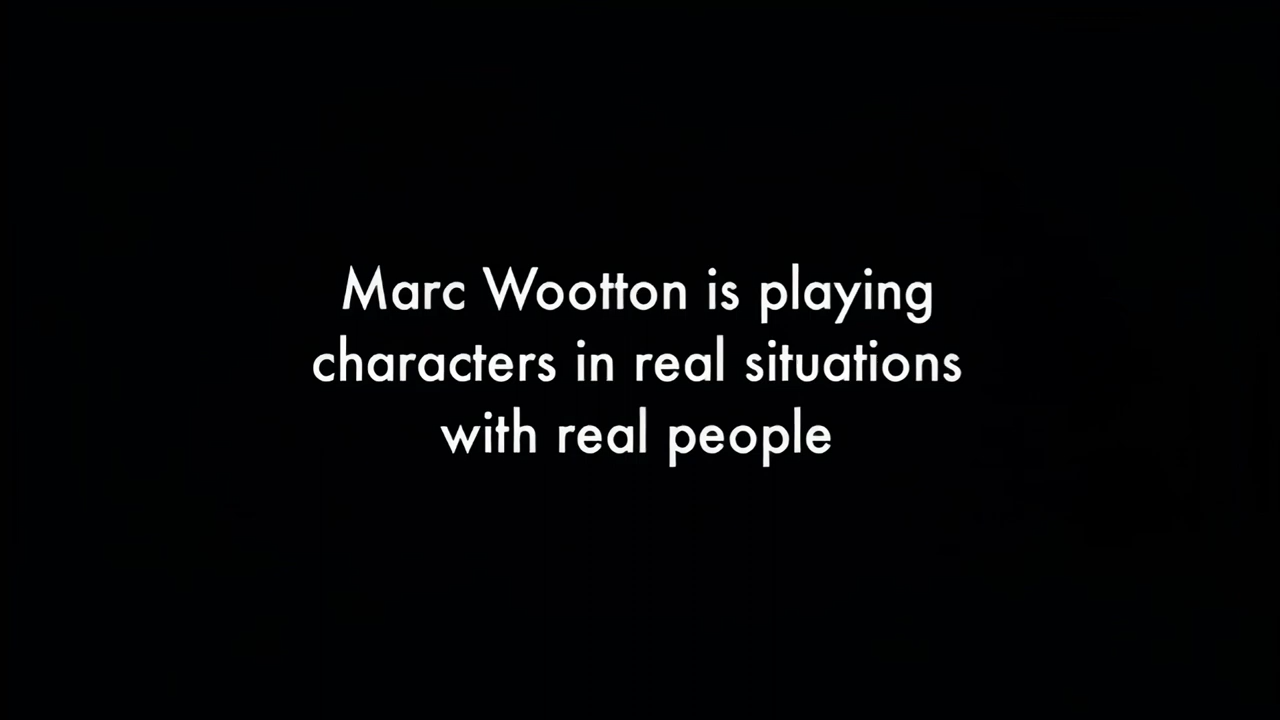 Marc Wootton is playing
characters in real situations
with real people